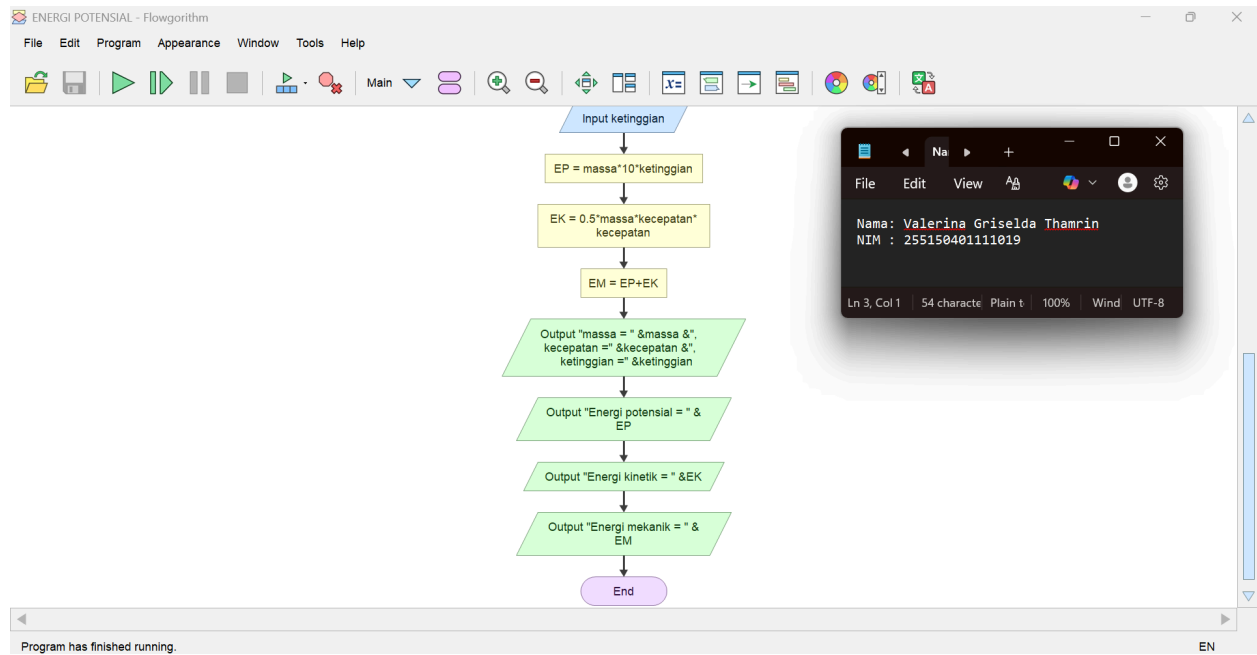 ENERGI POTENSIAL - Flowgorithm
File Edit Program Appearance Window Tools Help
Main
x=
Input ketinggian
EP = massa*10*ketinggian
EK = 0.5*massa*kecepatan*
kecepatan
EM = EP+EK
Output "massa = " &massa &",
kecepatan =" &kecepatan &",
ketinggian =" &ketinggian
Output "Energi potensial = " &
EP
Output "Energi kinetik = " &EK
Output "Energi mekanik = " &
EM
End
Na
File Edit View
Nama: Valerina Griselda Thamrin
NIM : 255150401111019
Ln 3, Col 1 54 characte Plain t 100% Wind UTF-8
Program has finished running. EN